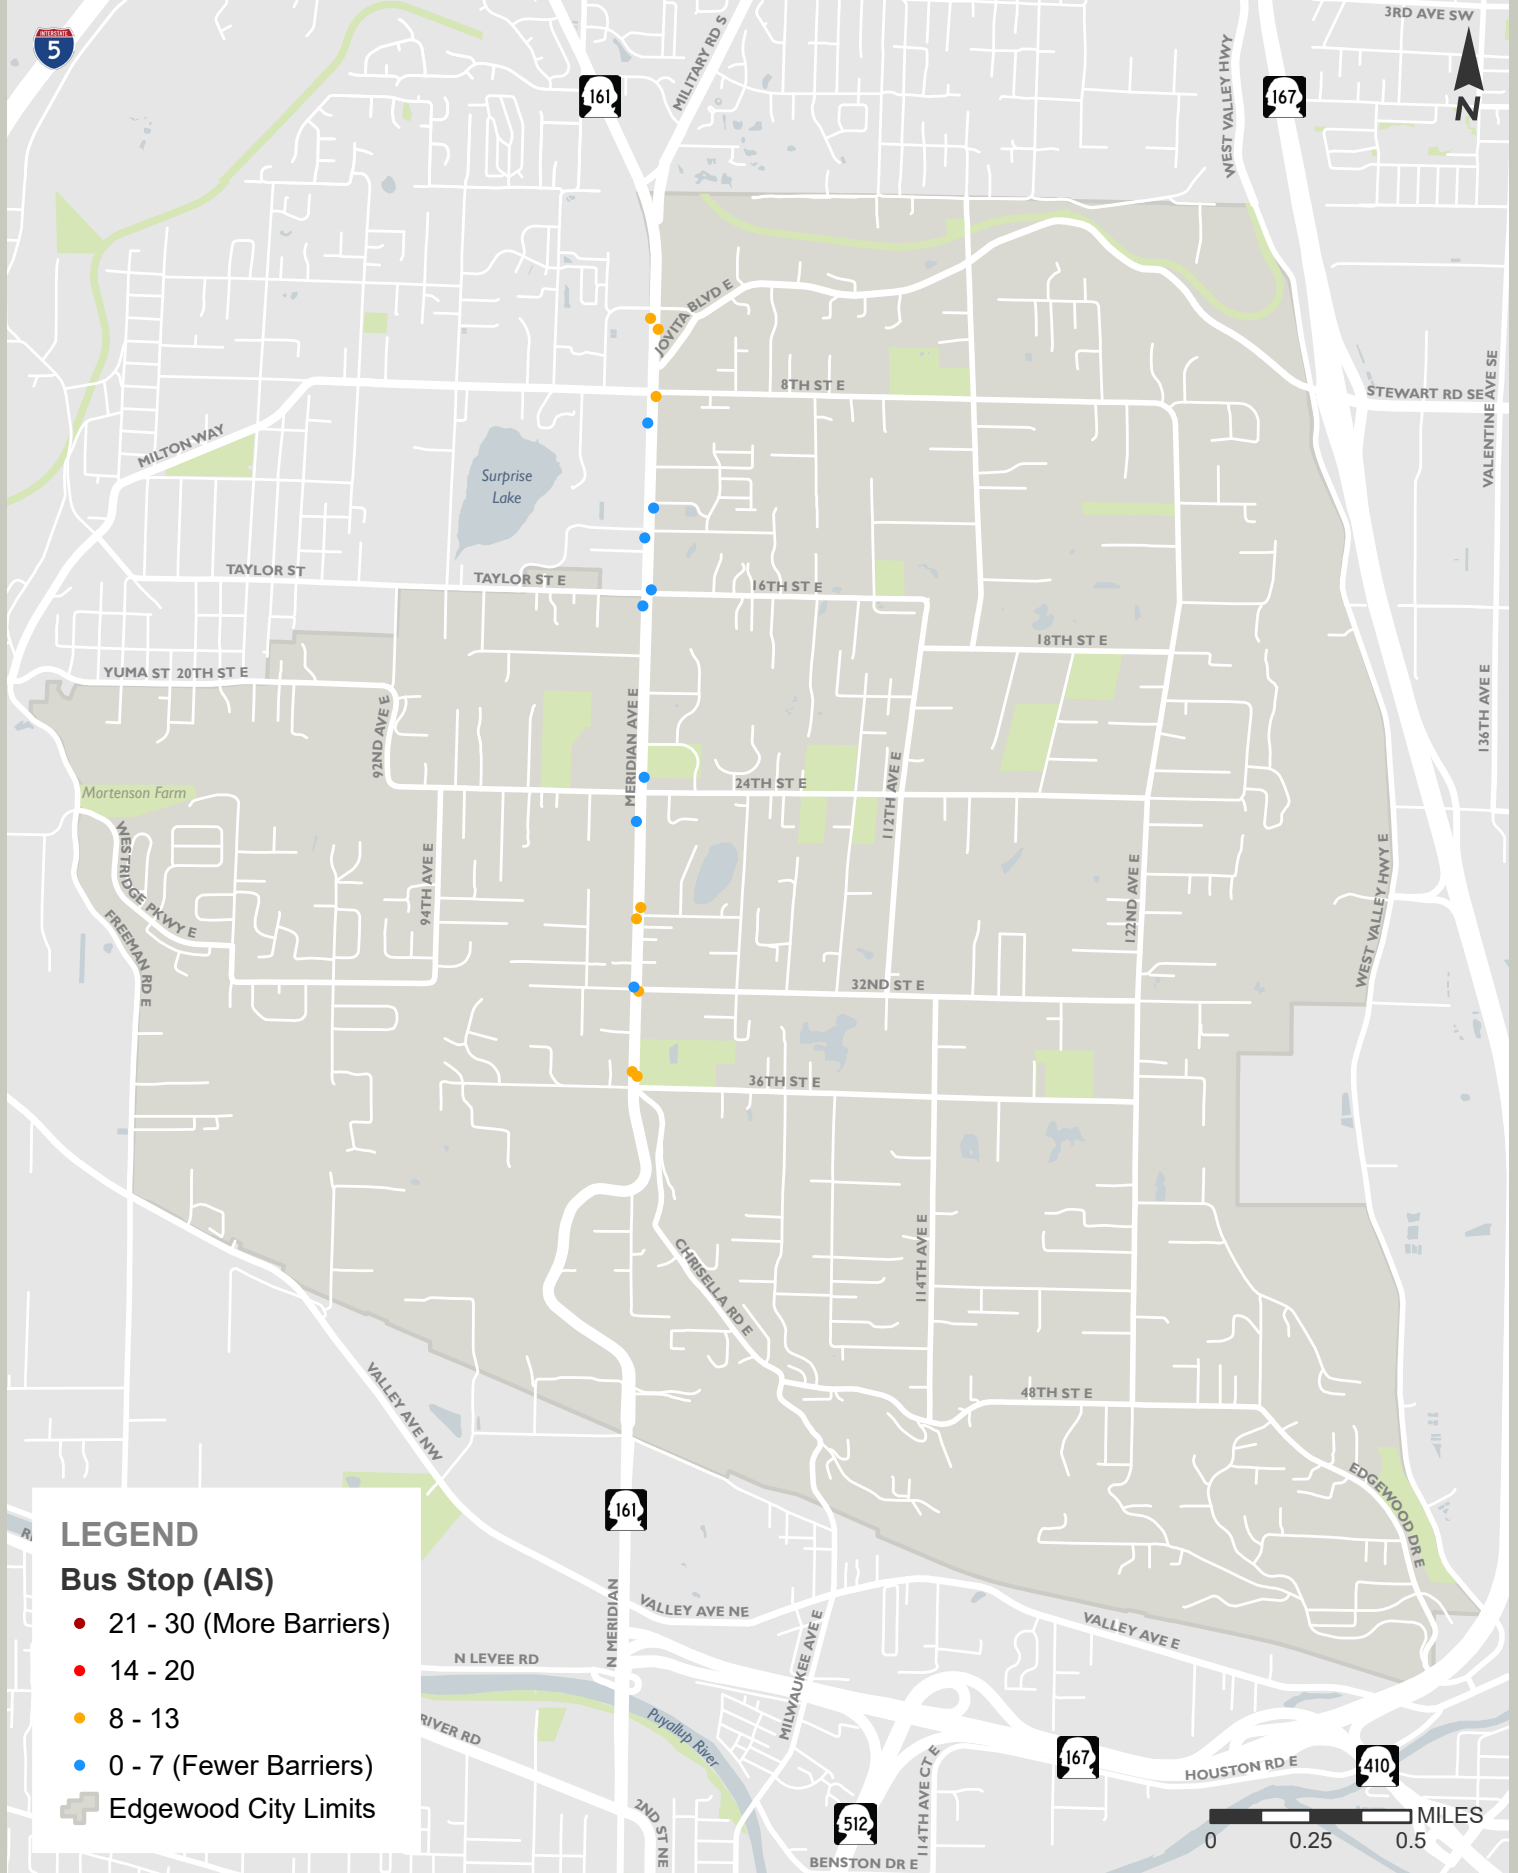 3RD AVE SW
INTERSTATE
5
161
MILITARY RD S
WEST VALLEY HWY
167
N
JOVITA BLVD E
8TH ST E
STEWART RD SE
VALENTINE AVE SE
MILTON WAY
Surprise
Lake
TAYLOR ST
TAYLOR ST E
16TH ST E
18TH ST E
YUMA ST
20TH ST E
92ND AVE E
MERIDIAN AVE E
136TH AVE E
24TH ST E
112TH AVE E
Mortenson Farm
WESTRIDGE PKWY E
94TH AVE E
122ND AVE E
WEST VALLEY HWY E
FREEMAN RD E
32ND ST E
36TH ST E
114TH AVE E
CHRISELLA RD E
VALLEY AVE NW
48TH ST E
EDGEWOOD DR E
161
LEGEND
Bus Stop (AIS)
21 - 30 (More Barriers)
14 - 20
8 - 13
0 - 7 (Fewer Barriers)
Edgewood City Limits
N MERIDIAN
VALLEY AVE NE
MILWAUKEE AVE E
VALLEY AVE E
N LEVEE RD
RIVER RD
Puyallup River
167
HOUSTON RD E
410
2ND ST NE
512
114TH AVE CT E
BENSTON DR E
MILES
0
0.25
0.5